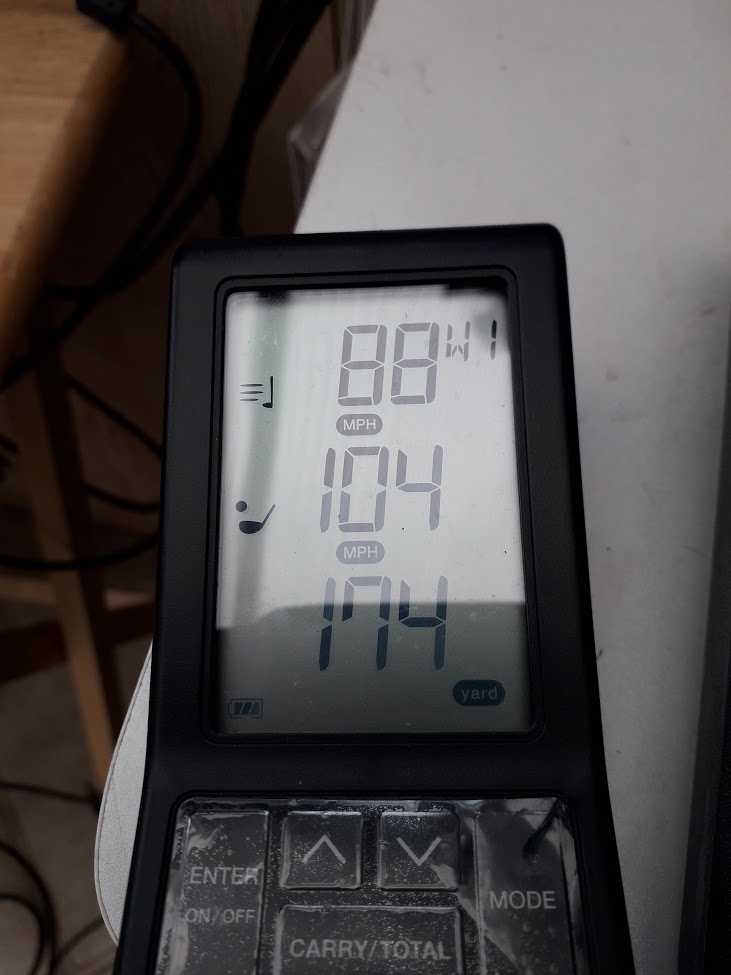 88 W1
MPH
104
MPH
174
yard
ENTER
ON/OFF
MODE
CARRY/TOTAL